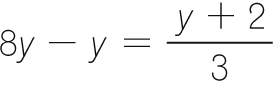 8y − y = (y + 2)/3